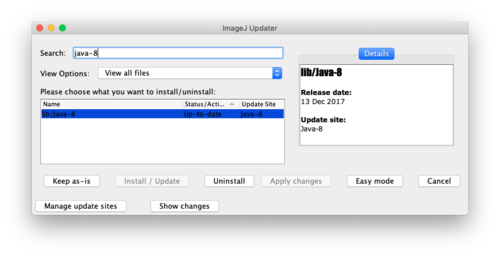 ImageJ Updater
Search: java-8
View Options: View all files
Please choose what you want to install/uninstall:
Name Status/Acti... Update Site
lib/Java-8 Up-to-date Java-8
Details
lib/Java-8
Release date:
13 Dec 2017
Update site:
Java-8
Keep as-is Install / Update Uninstall Apply changes Easy mode Cancel
Manage update sites Show changes